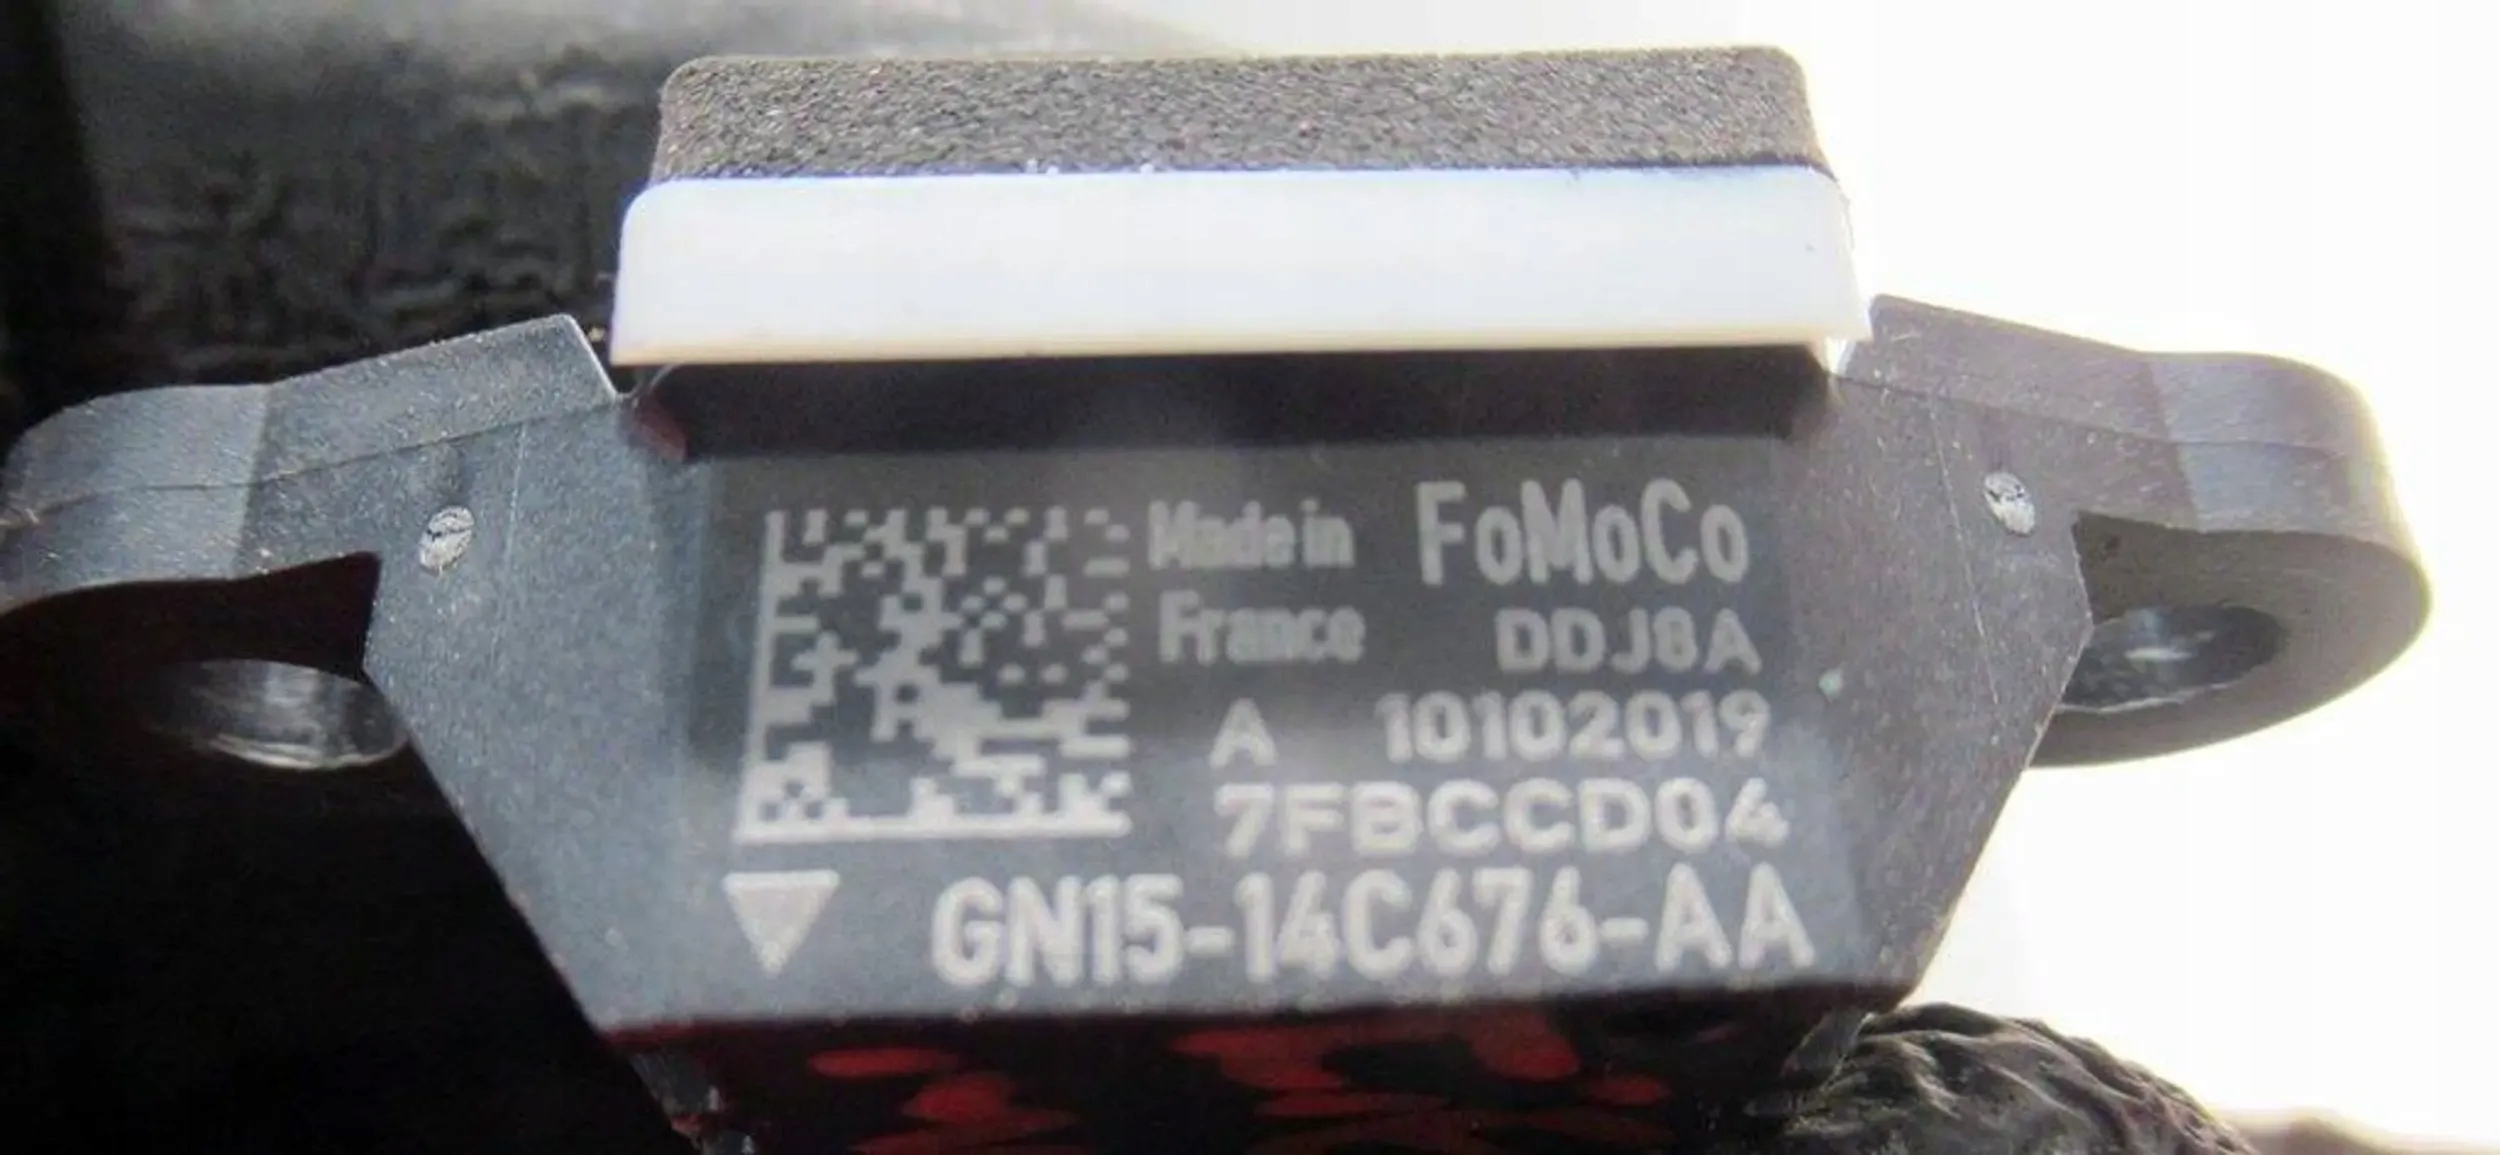 Made in FoMoCo
France DDJ8A
A 10102019
7FBCCD04
GN15-14C676-AA